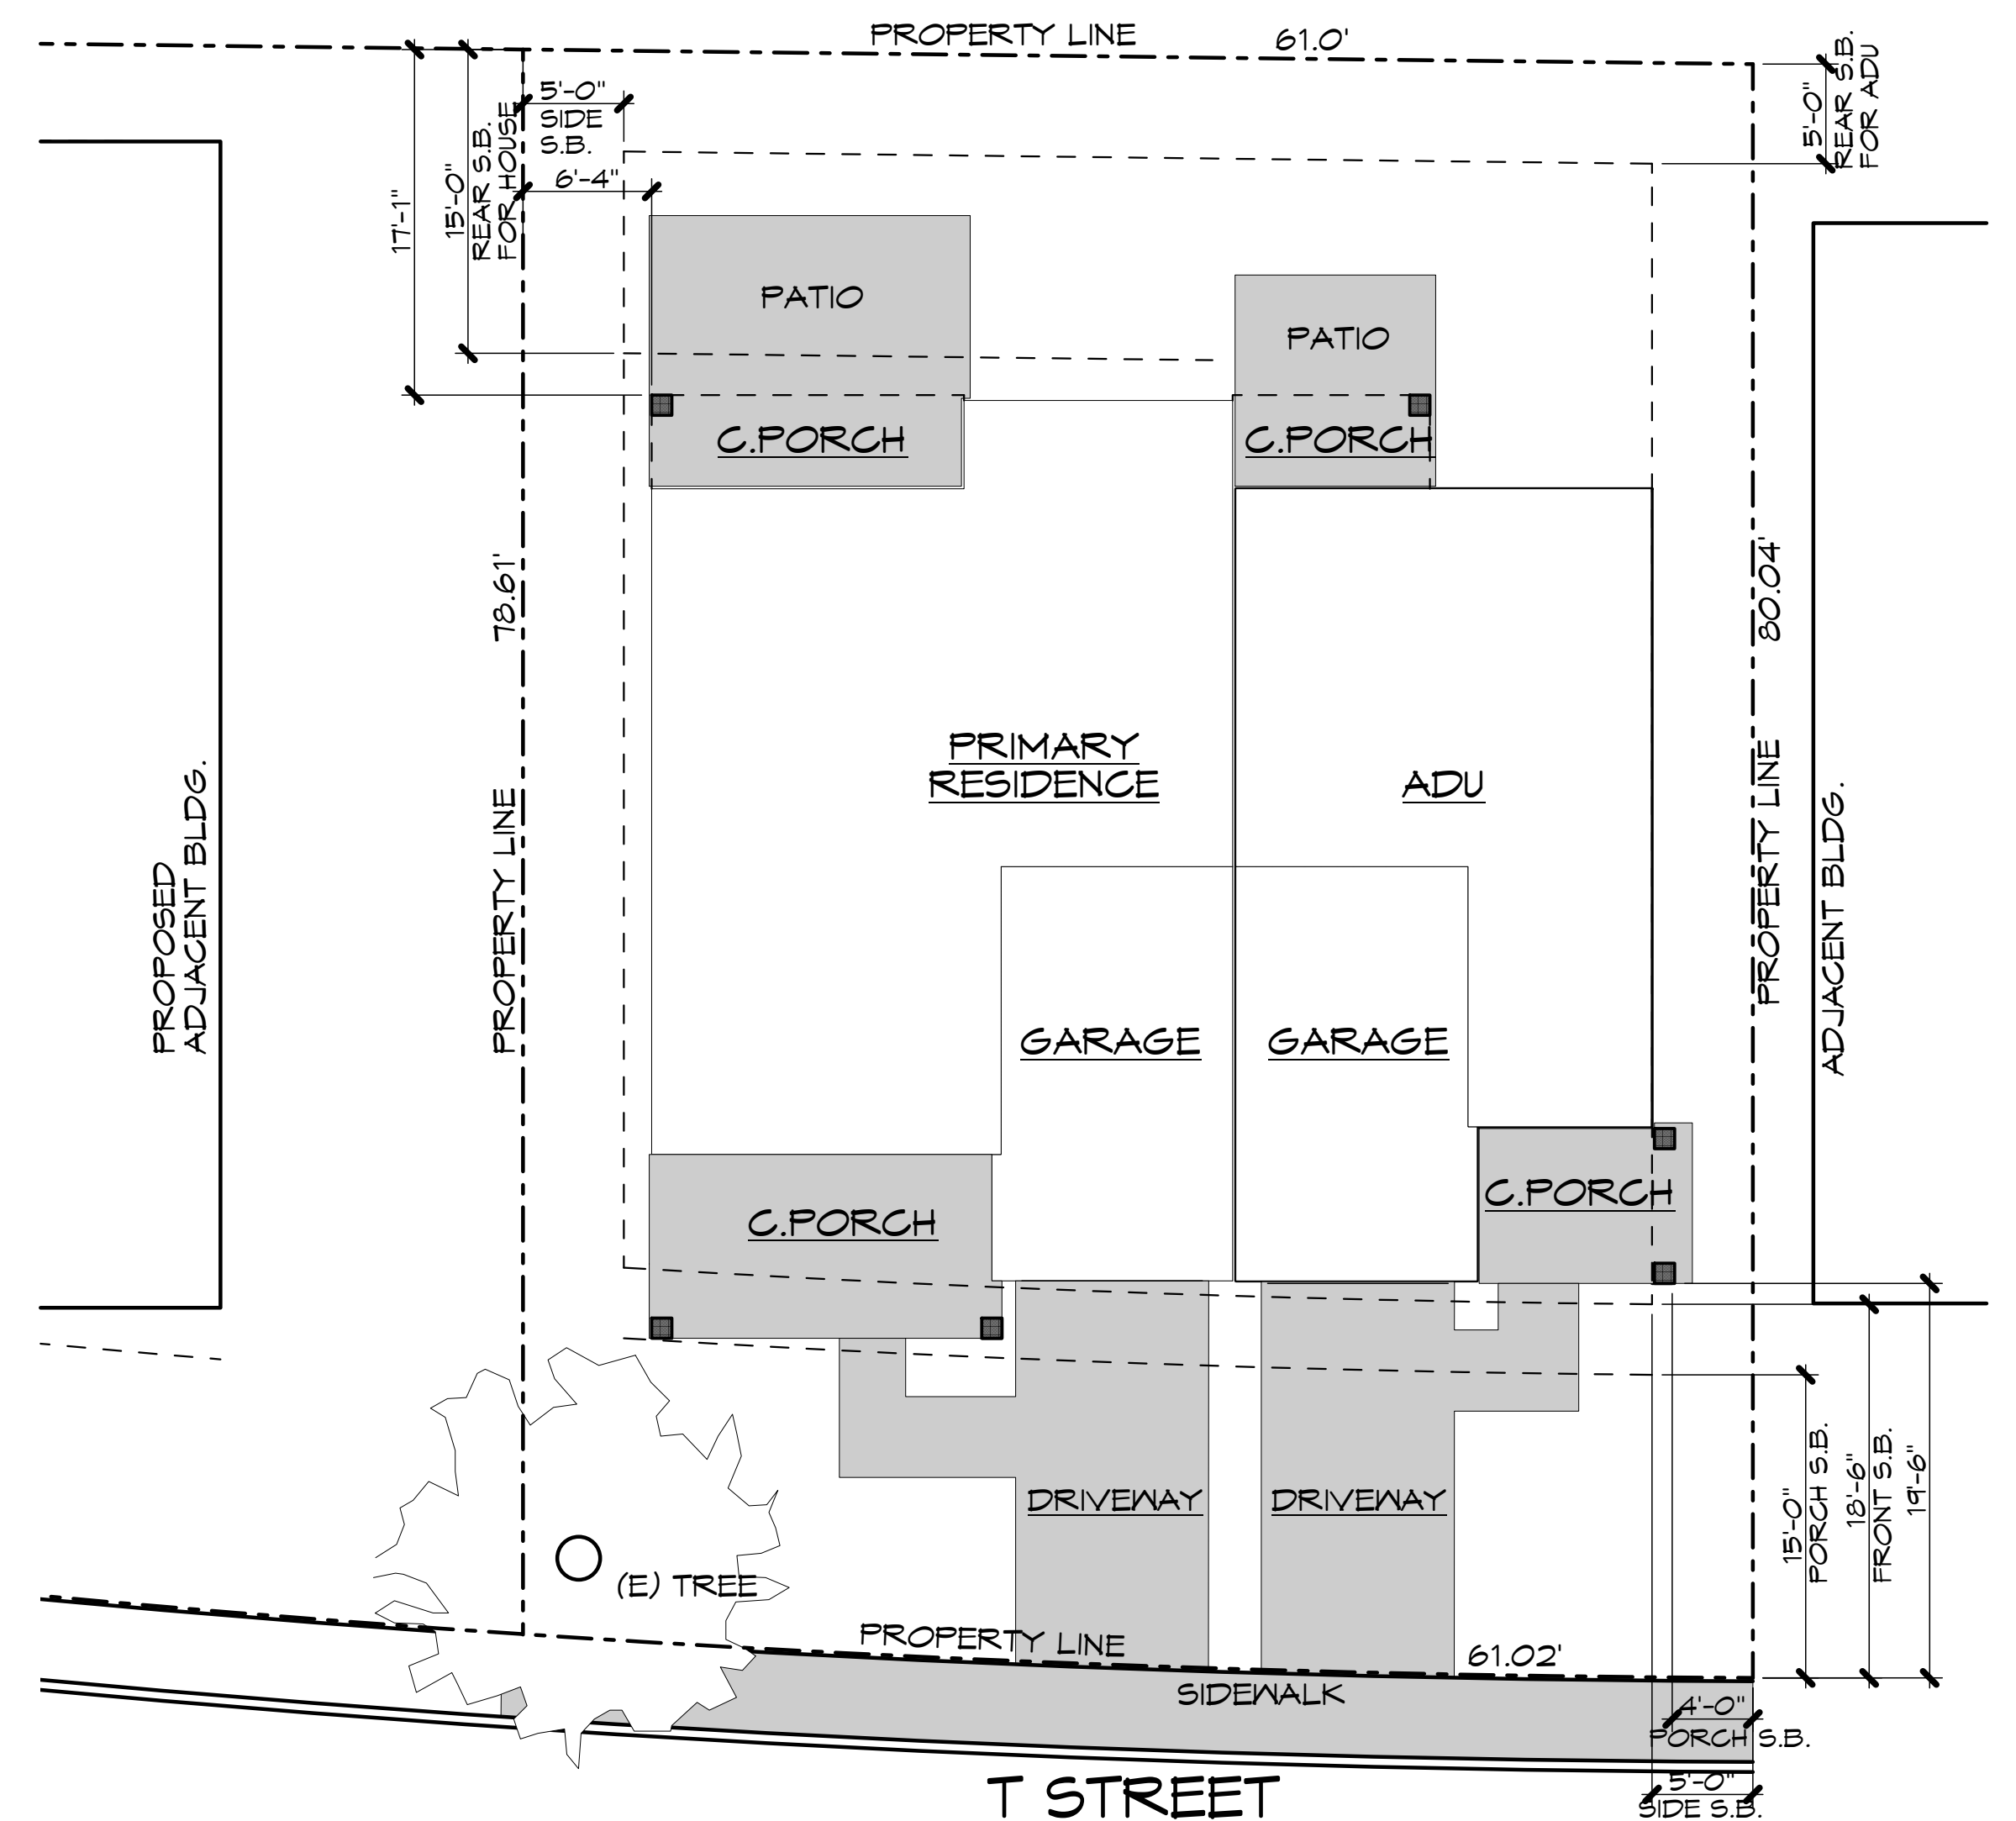 PROPERTY LINE 61.0'
5'-0"
SIDE
S.B.
6'-4"
17'-1"
15'-0"
REAR S.B.
FOR HOUSE
5'-0"
REAR S.B.
FOR ADU
PATIO
PATIO
C.PORCH
C.PORCH
78.61'
PROPERTY LINE
80.04'
PROPERTY LINE
PRIMARY
RESIDENCE
ADU
PROPOSED
ADJACENT BLDG.
ADJACENT BLDG.
GARAGE
GARAGE
C.PORCH
C.PORCH
DRIVEWAY
DRIVEWAY
15'-0"
PORCH S.B.
18'-6"
FRONT S.B.
19'-6"
(E) TREE
PROPERTY LINE
61.02'
SIDEWALK
4'-0"
PORCH S.B.
5'-0"
SIDE S.B.
T STREET